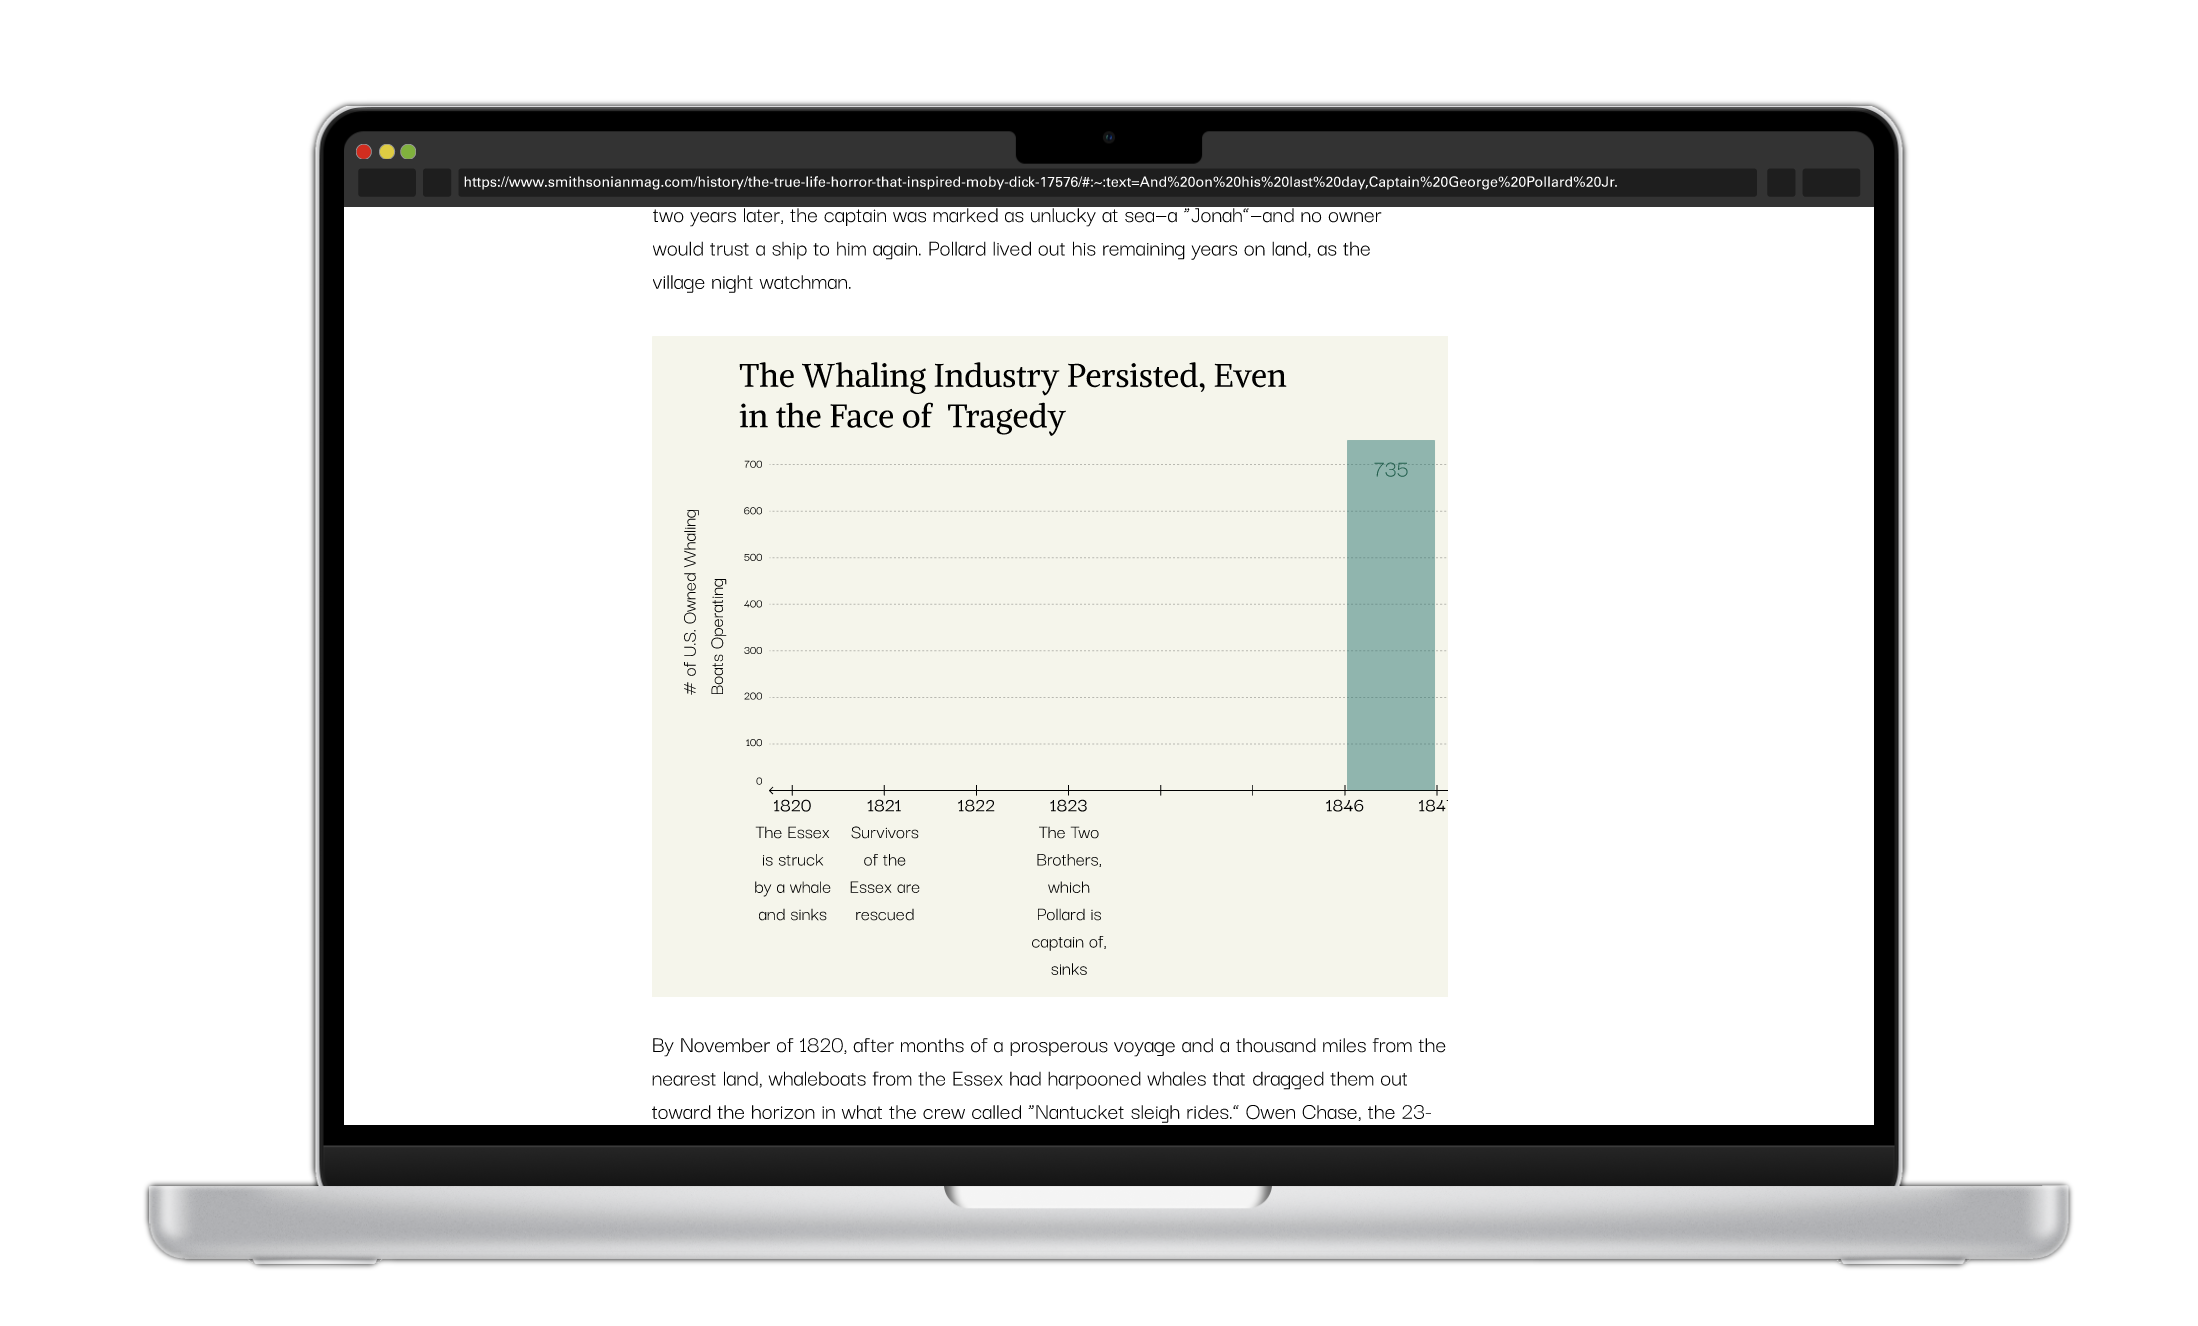 https://www.smithsonianmag.com/history/the-true-life-horror-that-inspired-moby-dick-17576/#:~:text=And%20on%20his%20last%20day,Captain%20George%20Pollard%20Jr.
two years later, the captain was marked as unlucky at sea—a ”Jonah“—and no owner
would trust a ship to him again. Pollard lived out his remaining years on land, as the
village night watchman.
The Whaling Industry Persisted, Even
in the Face of Tragedy
# of U.S. Owned Whaling
Boats Operating
700
600
500
400
300
200
100
0
735
1820 1821 1822 1823 1846
The Essex
is struck
by a whale
and sinks
Survivors
of the
Essex are
rescued
The Two
Brothers,
which
Pollard is
captain of,
sinks
By November of 1820, after months of a prosperous voyage and a thousand miles from the
nearest land, whaleboats from the Essex had harpooned whales that dragged them out
toward the horizon in what the crew called ”Nantucket sleigh rides.“ Owen Chase, the 23-